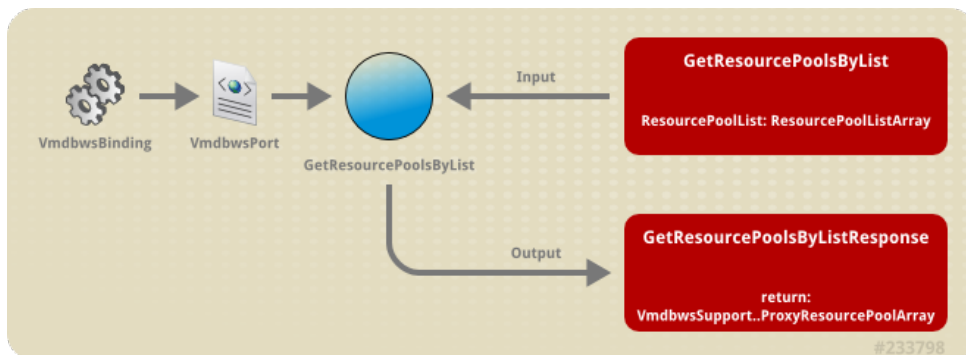 VmdbwsBinding
VmdbwsPort
GetResourcePoolsByList
Input
GetResourcePoolsByList
ResourcePoolList: ResourcePoolListArray
Output
GetResourcePoolsByListResponse
return:
VmdbwsSupport..ProxyResourcePoolArray
#233798